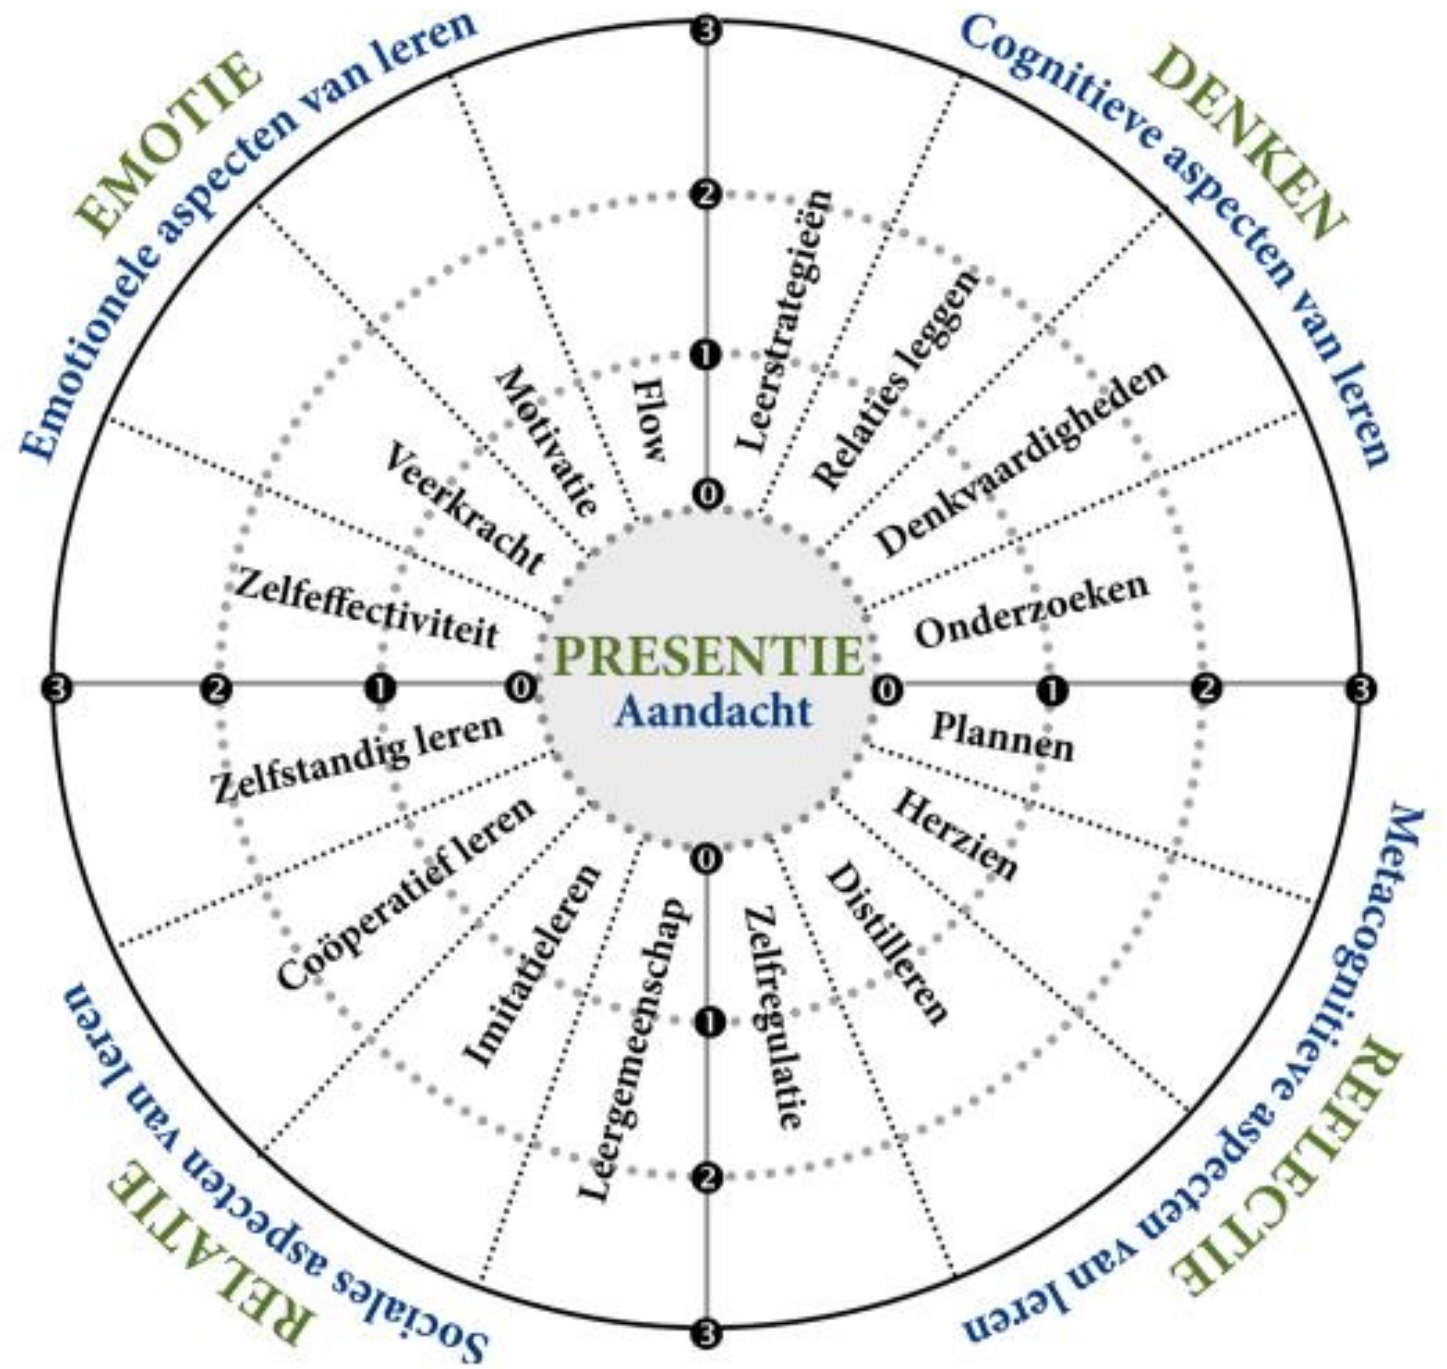 EMOTIE
Emotionele aspecten van leren
DENKEN
Cognitieve aspecten van leren
3
2
1
0
Flow
Motivatie
Veerkracht
Zelfeffectiviteit
Leerstrategieën
Relaties leggen
Denkvaardigheden
Onderzoeken
PRESENTIE
Aandacht
3
2
1
0
0
1
2
3
Zelfstandig leren
Coöperatief leren
Imitatieleren
Leergemeenschap
Plannen
Herzien
Distilleren
Zelfregulatie
0
1
2
3
RELATIE
Sociales aspecten van leren
REFLECTIE
Metacognitieve aspecten van leren